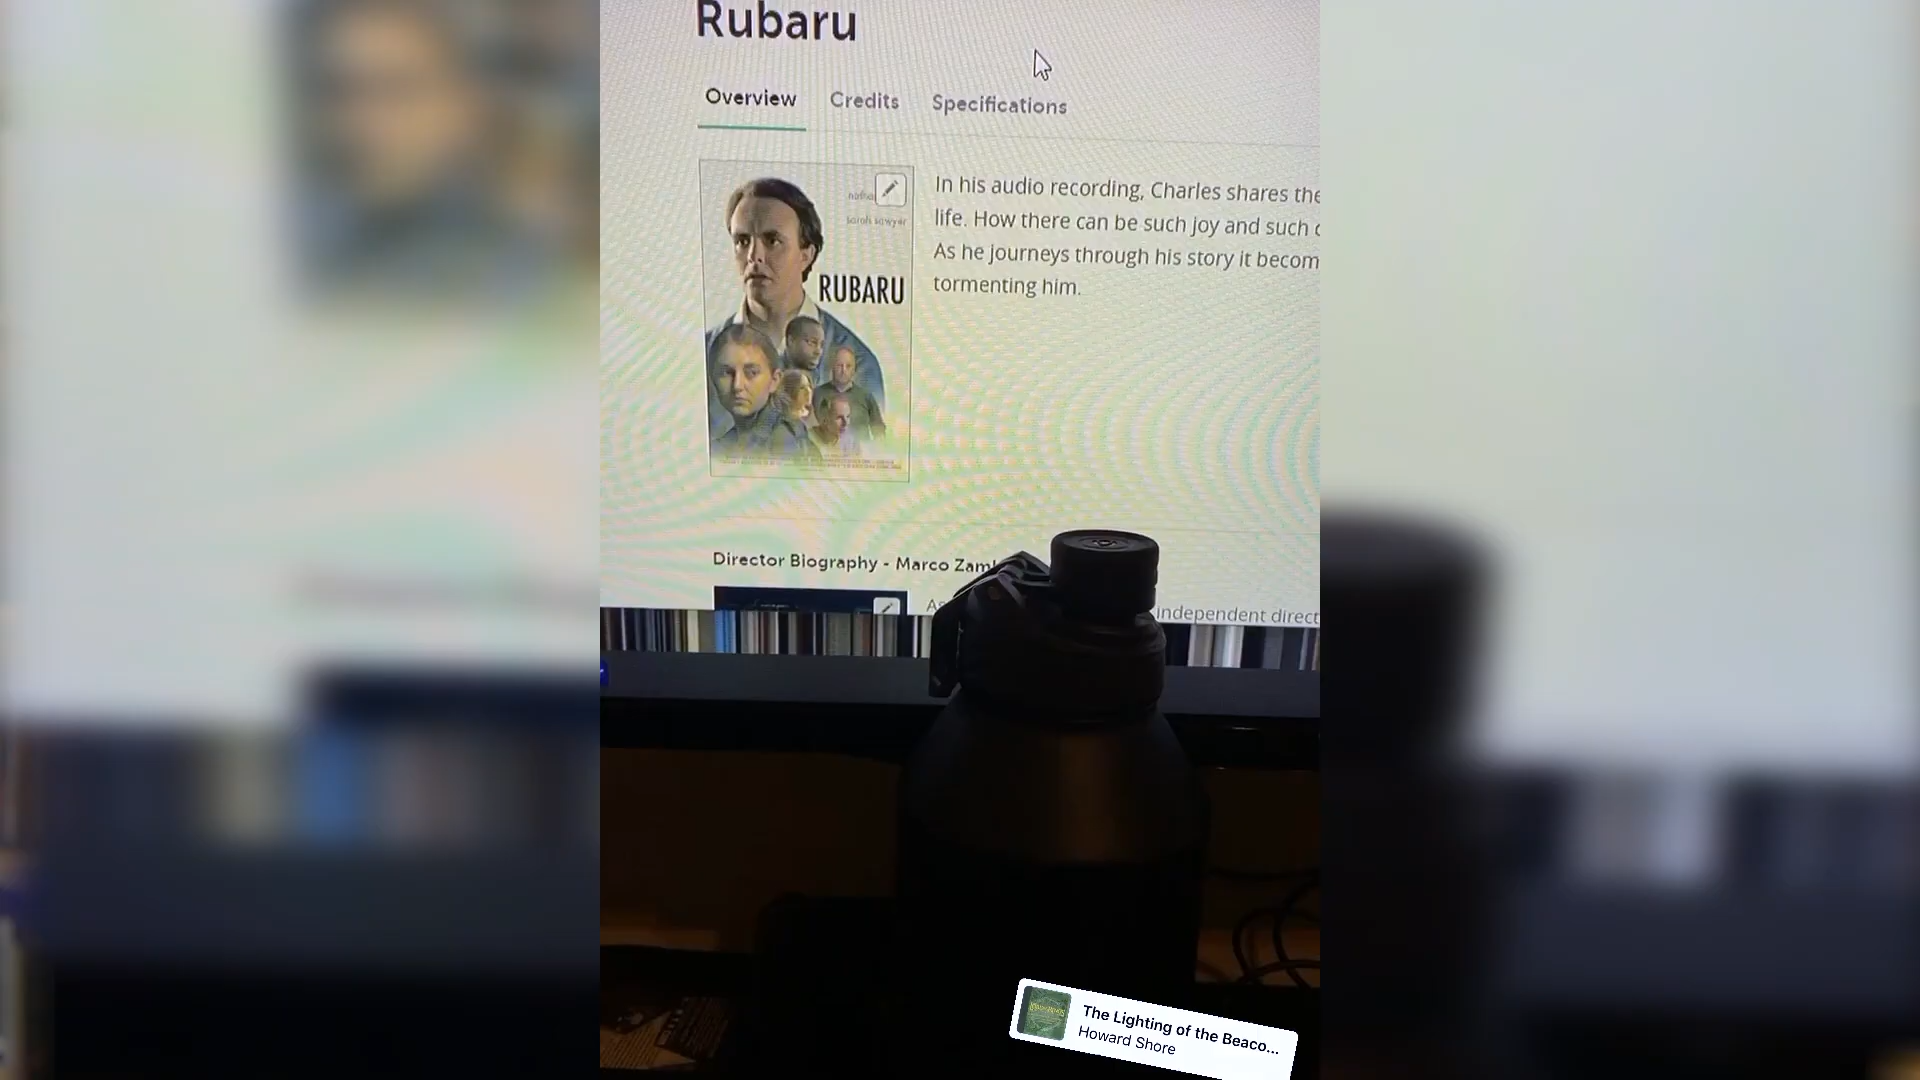 Rubaru
Overview Credits Specifications
sarah sawyer
RUBARU
In his audio recording, Charles shares the
life. How there can be such joy and such
As he journeys through his story it becom
tormenting him.
Director Biography - Marco Zam
As
independent direct
The Lighting of the Beaco...
Howard Shore